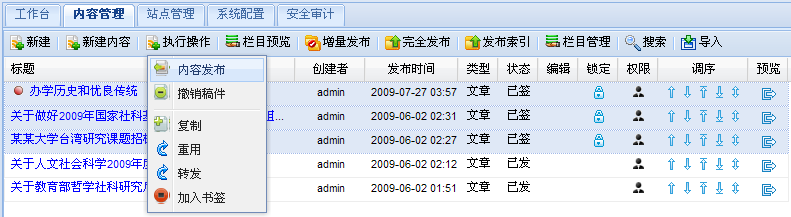 工作台 内容管理 站点管理 系统配置 安全审计
新建 新建内容 执行操作 栏目预览 增量发布 完全发布 发布索引 栏目管理 搜索 导入
标题 创建者 发布时间 类型 状态 编辑 锁定 权限 调序 预览
办学历史和优良传统 admin 2009-07-27 03:57 文章 已签
关于做好2009年国家社科基 组... admin 2009-06-02 02:31 文章 已签
某某大学台湾研究课题招标 admin 2009-06-02 02:27 文章 已签
关于人文社会科学2009年度 admin 2009-06-02 02:12 文章 已发
关于教育部哲学社科研究 admin 2009-06-02 01:51 文章 已发
内容发布
撤销稿件
复制
重用
转发
加入书签